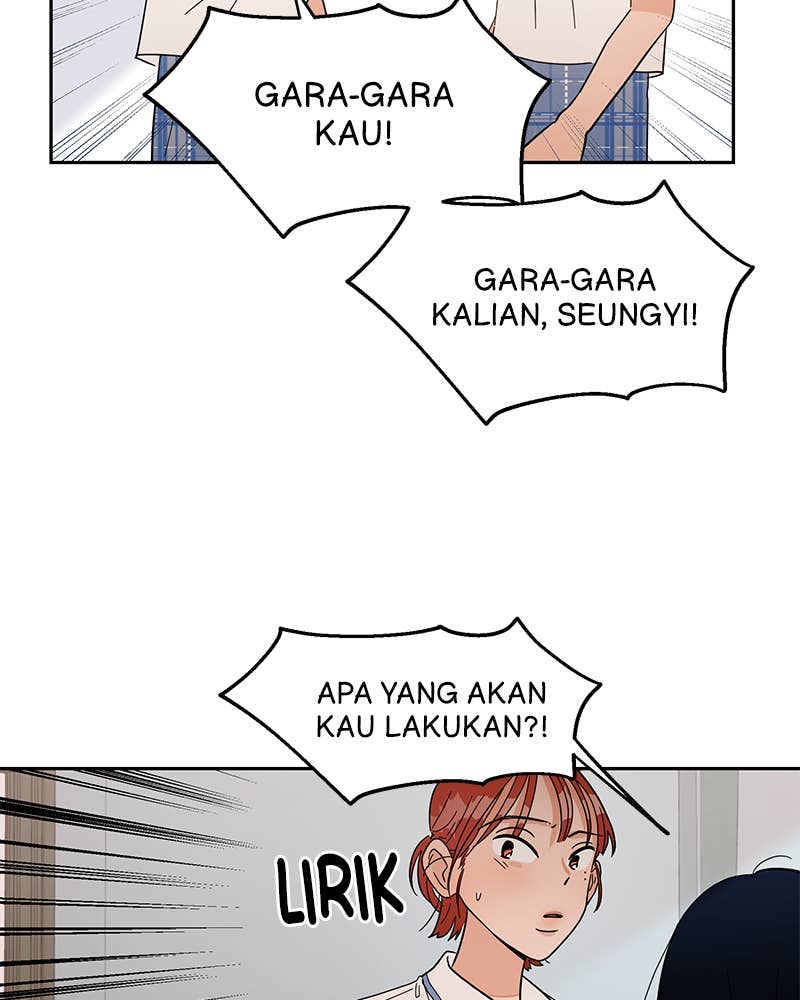 GARA-GARA
KAU!
GARA-GARA
KALIAN, SEUNGYI!
APA YANG AKAN
KAU LAKUKAN?!
LIRIK